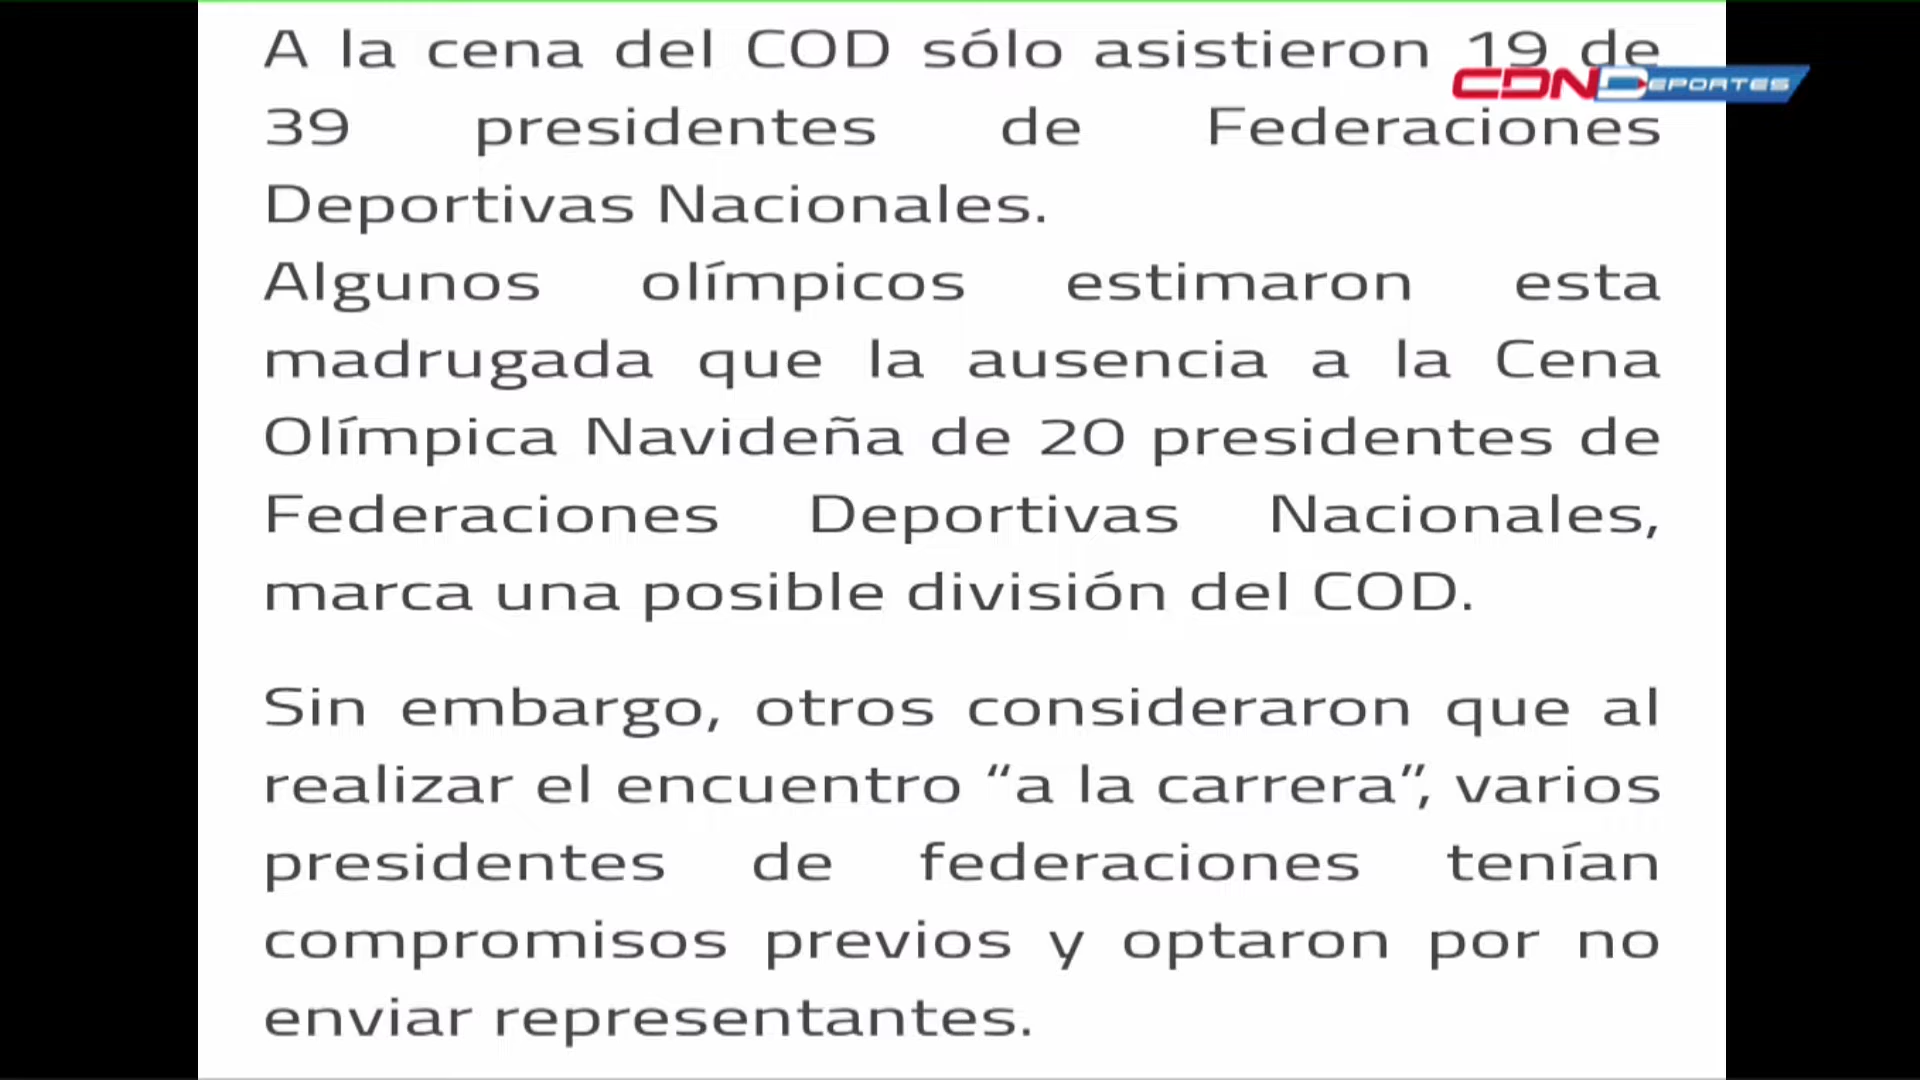 A la cena del COD sólo asistieron 19 de
CDN DEPORTES
39 presidentes de Federaciones
Deportivas Nacionales.
Algunos olímpicos estimaron esta
madrugada que la ausencia a la Cena
Olímpica Navideña de 20 presidentes de
Federaciones Deportivas Nacionales,
marca una posible división del COD.
Sin embargo, otros consideraron que al
realizar el encuentro “a la carrera”, varios
presidentes de federaciones tenían
compromisos previos y optaron por no
enviar representantes.